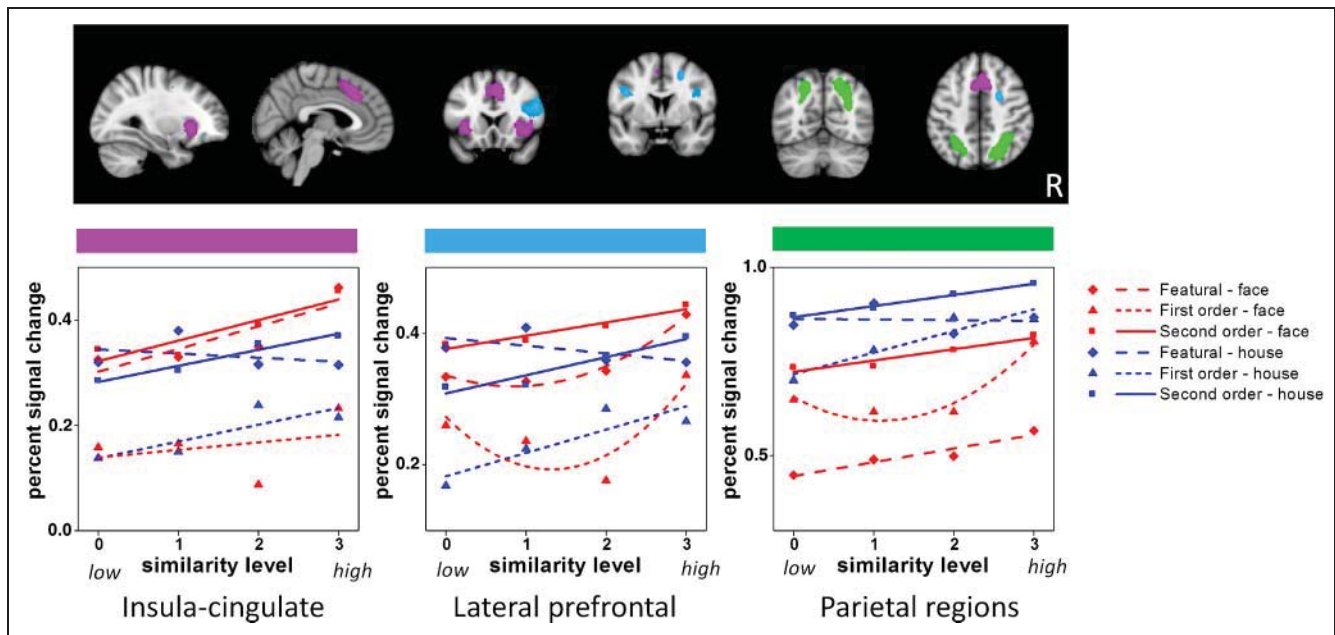 R
percent signal change
0.4
0.2
0.0
0 1 2 3
low similarity level high
Insula-cingulate
percent signal change
0.4
0.2
0 1 2 3
low similarity level high
Lateral prefrontal
percent signal change
1.0
0.5
0 1 2 3
low similarity level high
Parietal regions
Featural - face
First order - face
Second order - face
Featural - house
First order - house
Second order - house